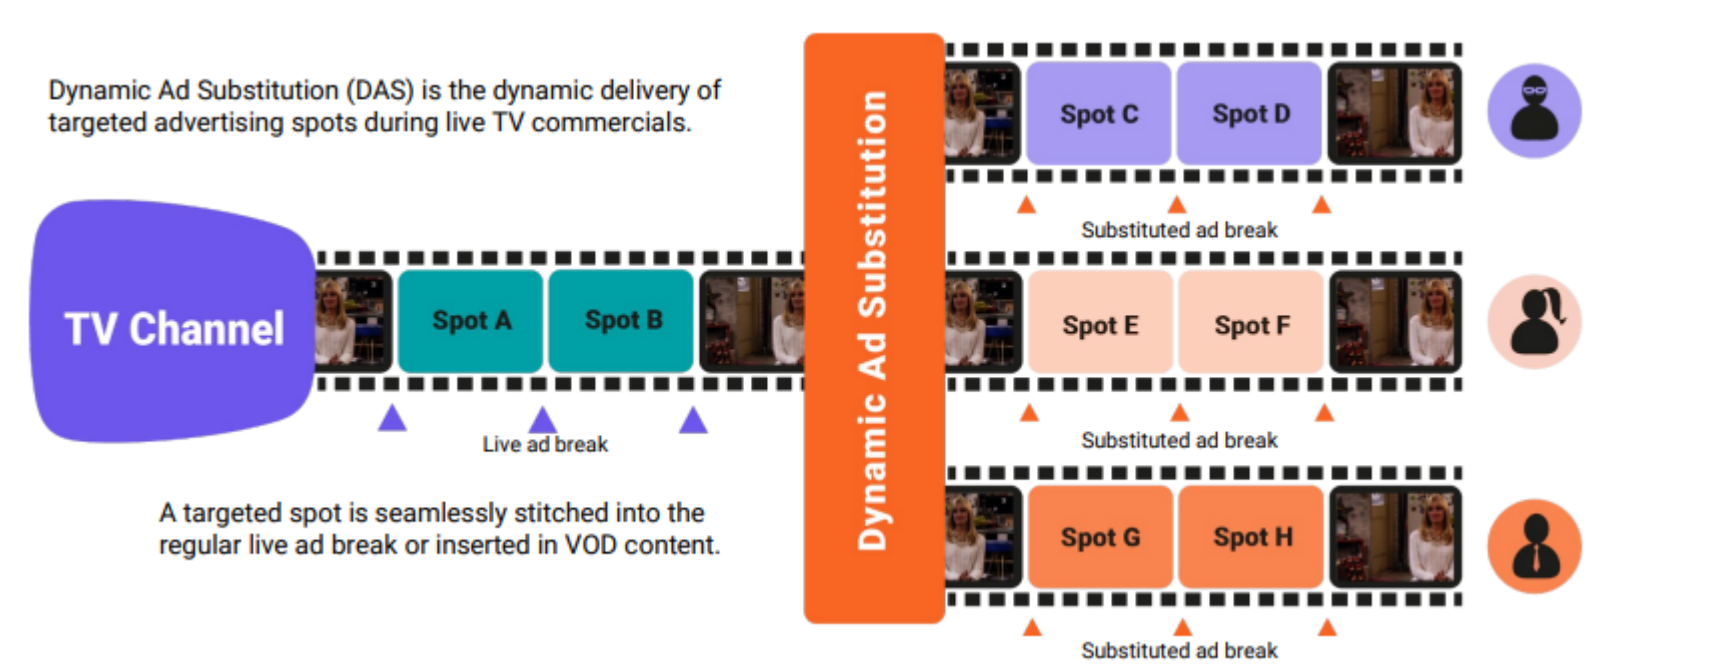 Dynamic Ad Substitution (DAS) is the dynamic delivery of
targeted advertising spots during live TV commercials.
TV Channel
Spot A
Spot B
Live ad break
A targeted spot is seamlessly stitched into the
regular live ad break or inserted in VOD content.
Dynamic Ad Substitution
Spot C
Spot D
Substituted ad break
Spot E
Spot F
Substituted ad break
Spot G
Spot H
Substituted ad break